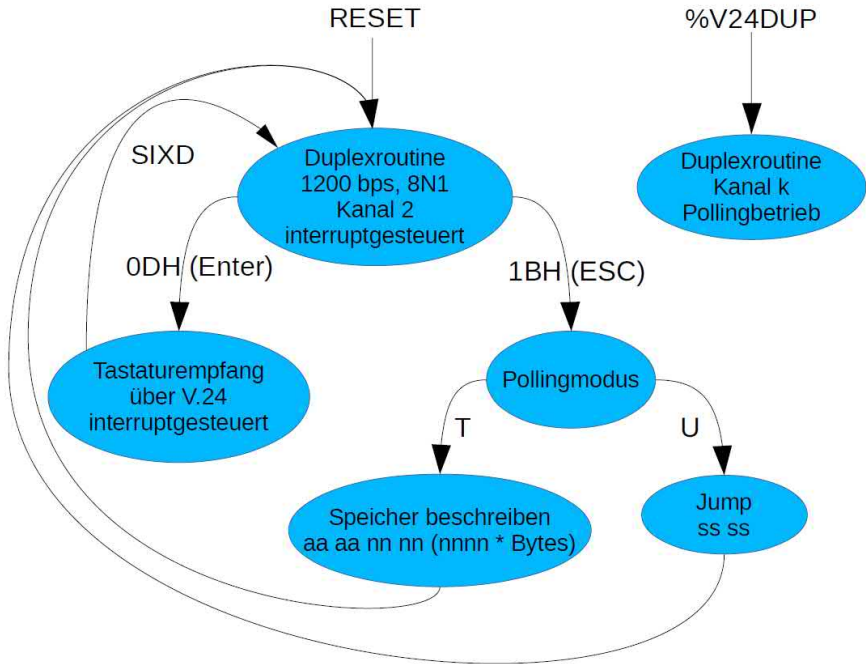 RESET
%V24DUP
SIXD
Duplexroutine
1200 bps, 8N1
Kanal 2
interruptgesteuert
Duplexroutine
Kanal k
Pollingbetrieb
0DH (Enter)
1BH (ESC)
Tastaturempfang
über V.24
interruptgesteuert
Pollingmodus
T
U
Speicher beschreiben
aa aa nn nn (nnnn * Bytes)
Jump
ss ss